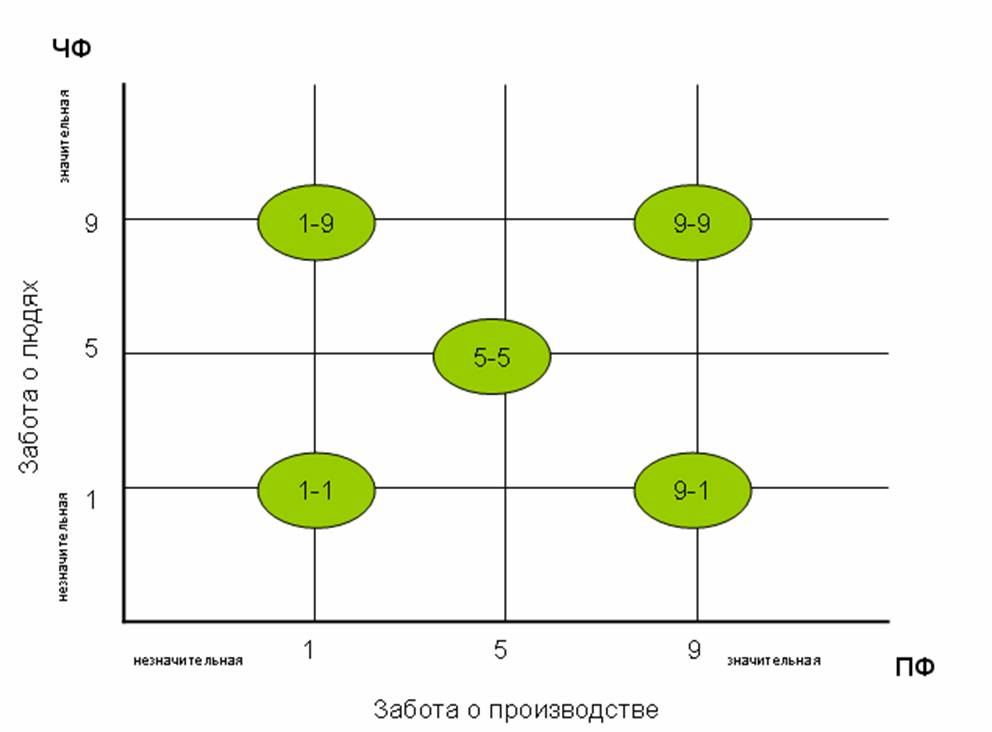 ЧФ
значительная
9
1-9
9-9
Забота о людях
5
5-5
1
1-1
9-1
незначительная
незначительная
1
5
9
значительная
ПФ
Забота о производстве